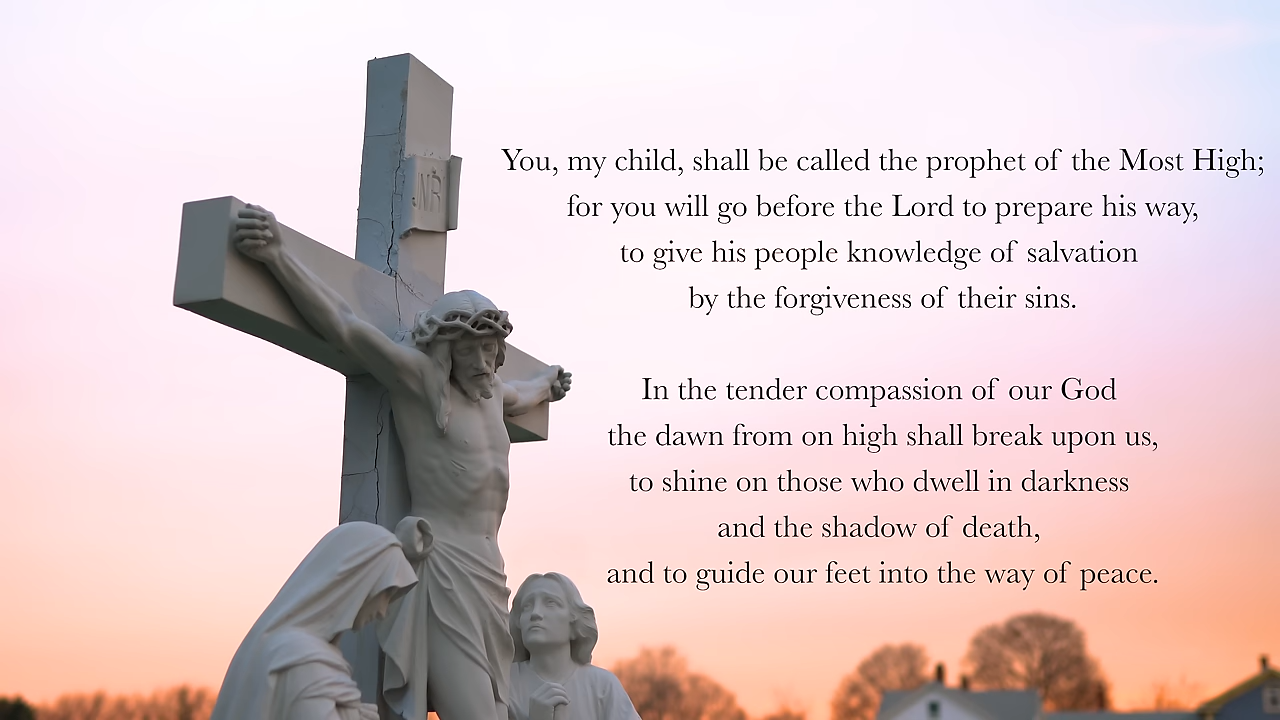 INRI
You, my child, shall be called the prophet of the Most High;
for you will go before the Lord to prepare his way,
to give his people knowledge of salvation
by the forgiveness of their sins.
In the tender compassion of our God
the dawn from on high shall break upon us,
to shine on those who dwell in darkness
and the shadow of death,
and to guide our feet into the way of peace.